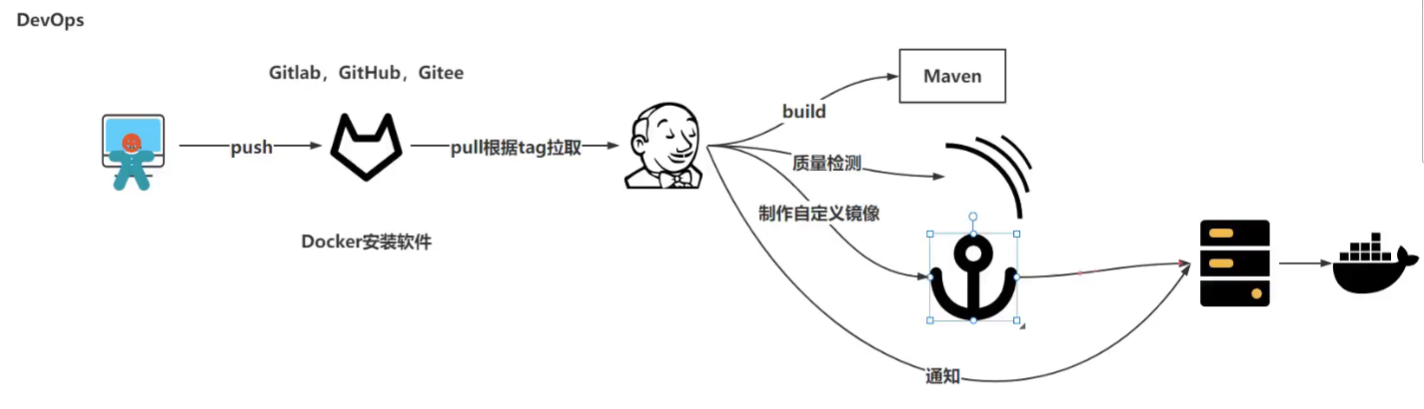 DevOps
Gitlab，GitHub，Gitee
Maven
build
push
pull根据tag拉取
质量检测
制作自定义镜像
Docker安装软件
通知